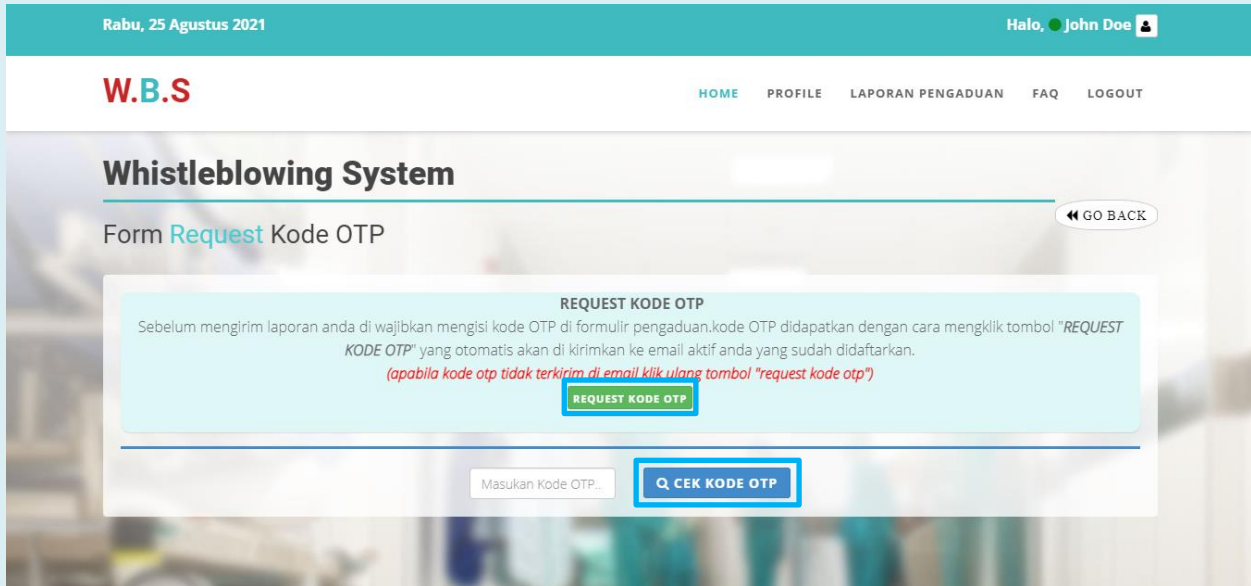 Rabu, 25 Agustus 2021
Halo, John Doe
W.B.S
HOME PROFILE LAPORAN PENGADUAN FAQ LOGOUT
Whistleblowing System
GO BACK
Form Request Kode OTP
REQUEST KODE OTP
Sebelum mengirim laporan anda di wajibkan mengisi kode OTP di formulir pengaduan.kode OTP didapatkan dengan cara mengklik tombol "REQUEST
KODE OTP" yang otomatis akan di kirimkan ke email aktif anda yang sudah didaftarkan.
(apabila kode otp tidak terkirim di email klik ulang tombol "request kode otp")
REQUEST KODE OTP
Masukan Kode OTP..
CEK KODE OTP